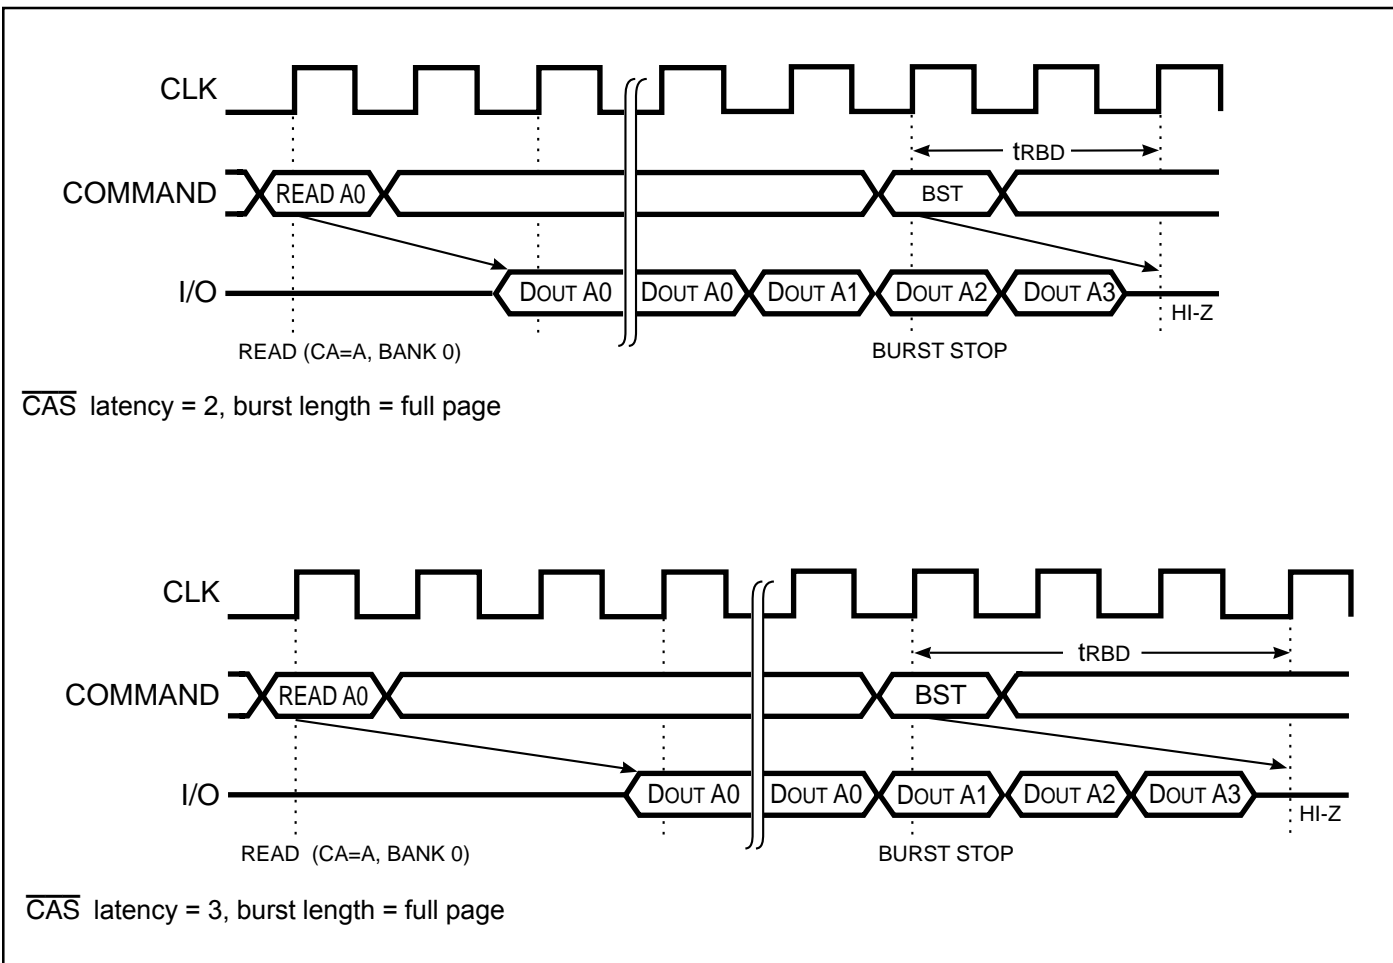 CLK
tRBD
COMMAND
READ A0
BST
I/O
DOUT A0
DOUT A0
DOUT A1
DOUT A2
DOUT A3
HI-Z
READ (CA=A, BANK 0)
BURST STOP
CAS latency = 2, burst length = full page
CLK
tRBD
COMMAND
READ A0
BST
I/O
DOUT A0
DOUT A0
DOUT A1
DOUT A2
DOUT A3
HI-Z
READ (CA=A, BANK 0)
BURST STOP
CAS latency = 3, burst length = full page